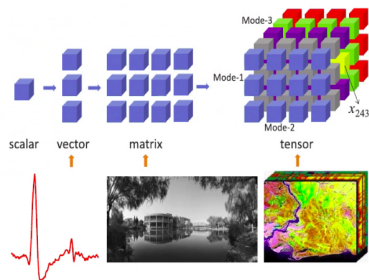 Mode-3
Mode-1
Mode-2
x243
scalar
vector
matrix
tensor